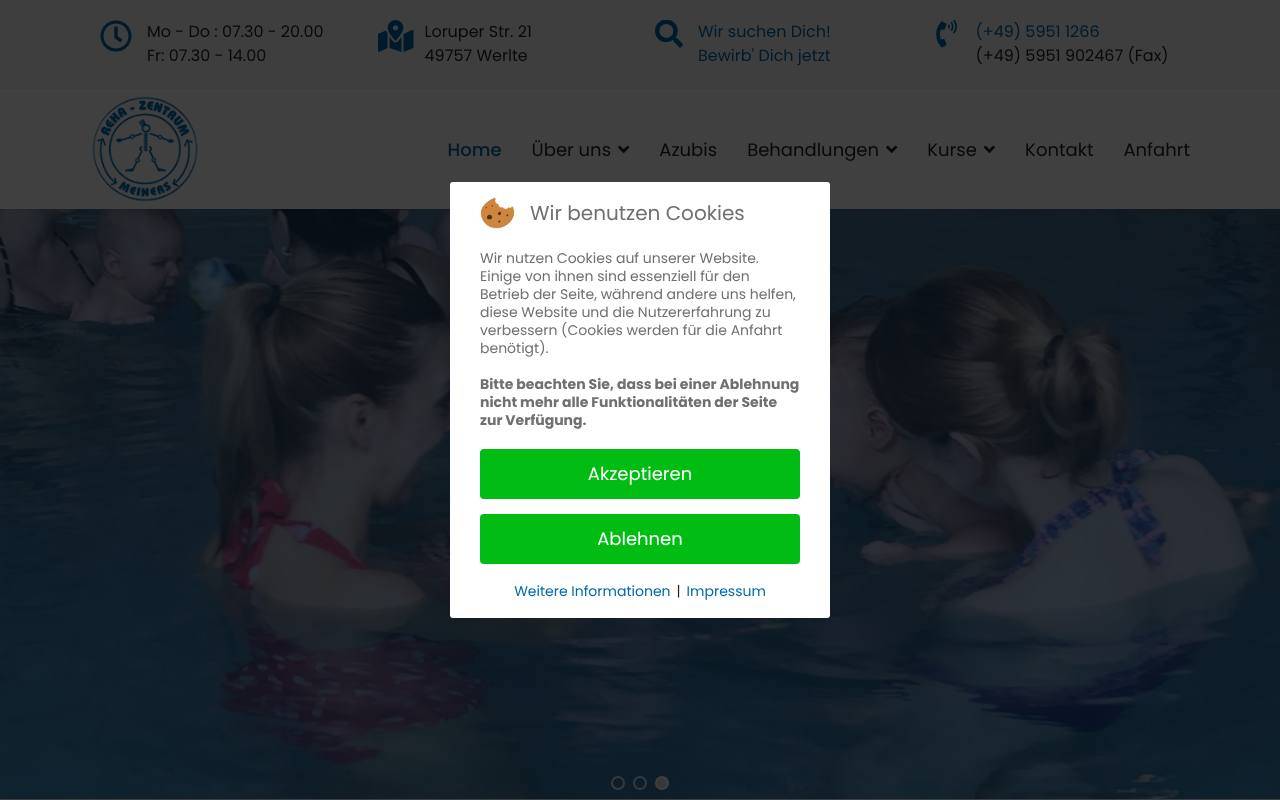 Mo - Do : 07.30 - 20.00
Fr: 07.30 - 14.00
Loruper Str. 21
49757 Werlte
Wir suchen Dich!
Bewirb' Dich jetzt
(+49) 5951 1266
(+49) 5951 902467 (Fax)
REHA - ZENTRUM
MEINERS
Home
Über uns
Azubis
Behandlungen
Kurse
Kontakt
Anfahrt
Wir benutzen Cookies
Wir nutzen Cookies auf unserer Website.
Einige von ihnen sind essenziell für den
Betrieb der Seite, während andere uns helfen,
diese Website und die Nutzererfahrung zu
verbessern (Cookies werden für die Anfahrt
benötigt).
Bitte beachten Sie, dass bei einer Ablehnung
nicht mehr alle Funktionalitäten der Seite
zur Verfügung.
Akzeptieren
Ablehnen
Weitere Informationen | Impressum